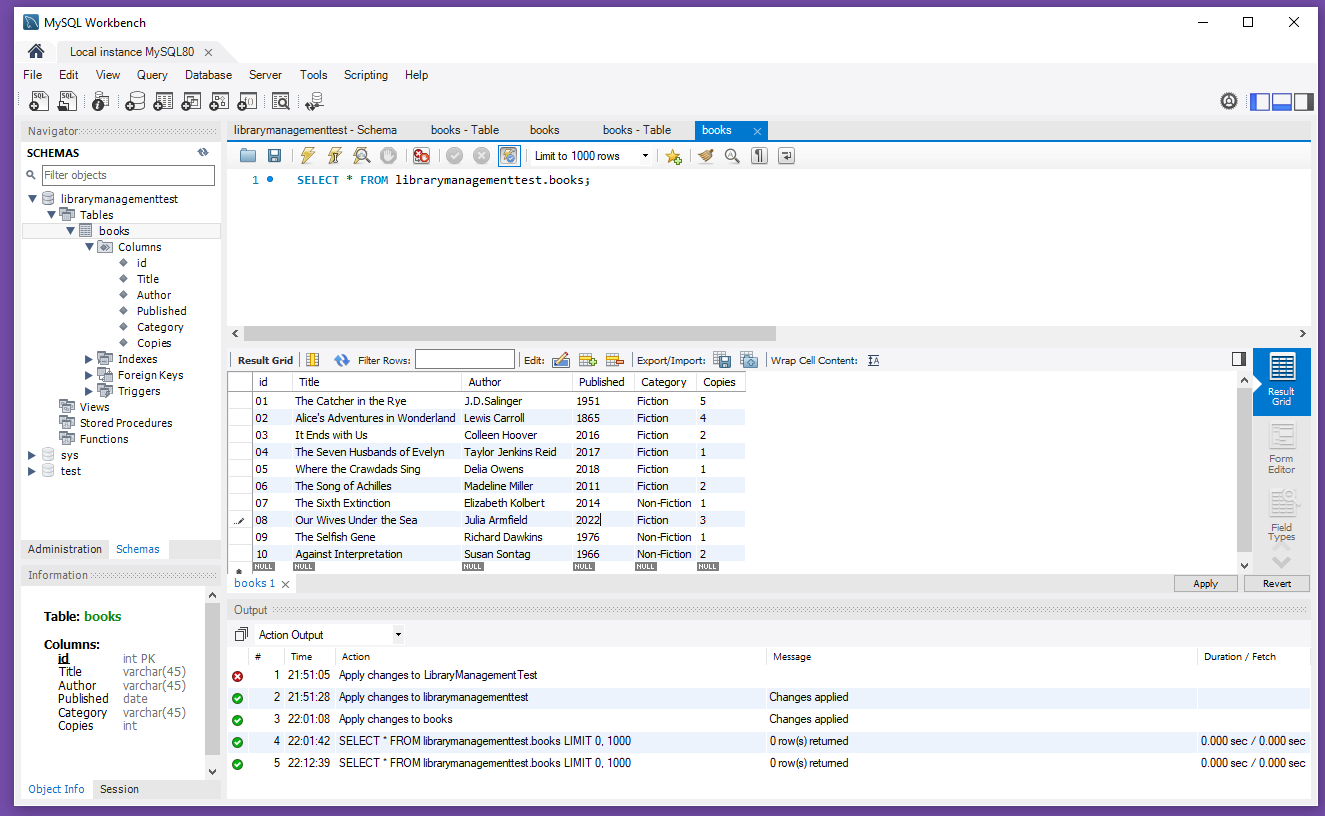 MySQL Workbench
Local instance MySQL80
File Edit View Query Database Server Tools Scripting Help
Navigator
SCHEMAS
Filter objects
librarymanagementtest
Tables
books
Columns
id
Title
Author
Published
Category
Copies
Indexes
Foreign Keys
Triggers
Views
Stored Procedures
Functions
sys
test
Administration Schemas
Information
Table: books
Columns:
id int PK
Title varchar(45)
Author varchar(45)
Published date
Category varchar(45)
Copies int
Object Info Session
librarymanagementtest - Schema books - Table books books - Table books
Limit to 1000 rows
1 SELECT * FROM librarymanagementtest.books;
Result Grid Filter Rows: Edit: Export/Import: Wrap Cell Content:
id Title Author Published Category Copies
01 The Catcher in the Rye J.D.Salinger 1951 Fiction 5
02 Alice's Adventures in Wonderland Lewis Carroll 1865 Fiction 4
03 It Ends with Us Colleen Hoover 2016 Fiction 2
04 The Seven Husbands of Evelyn Taylor Jenkins Reid 2017 Fiction 1
05 Where the Crawdads Sing Delia Owens 2018 Fiction 1
06 The Song of Achilles Madeline Miller 2011 Fiction 2
07 The Sixth Extinction Elizabeth Kolbert 2014 Non-Fiction 1
08 Our Wives Under the Sea Julia Armfield 2022 Fiction 3
09 The Selfish Gene Richard Dawkins 1976 Non-Fiction 1
10 Against Interpretation Susan Sontag 1966 Non-Fiction 2
NULL NULL NULL NULL NULL NULL
Result
Grid
Form
Editor
Field
Types
books 1
Apply Revert
Output
Action Output
# Time Action Message Duration / Fetch
1 21:51:05 Apply changes to LibraryManagementTest
2 21:51:28 Apply changes to librarymanagementtest Changes applied
3 22:01:08 Apply changes to books Changes applied
4 22:01:42 SELECT * FROM librarymanagementtest.books LIMIT 0, 1000 0 row(s) returned 0.000 sec / 0.000 sec
5 22:12:39 SELECT * FROM librarymanagementtest.books LIMIT 0, 1000 0 row(s) returned 0.000 sec / 0.000 sec